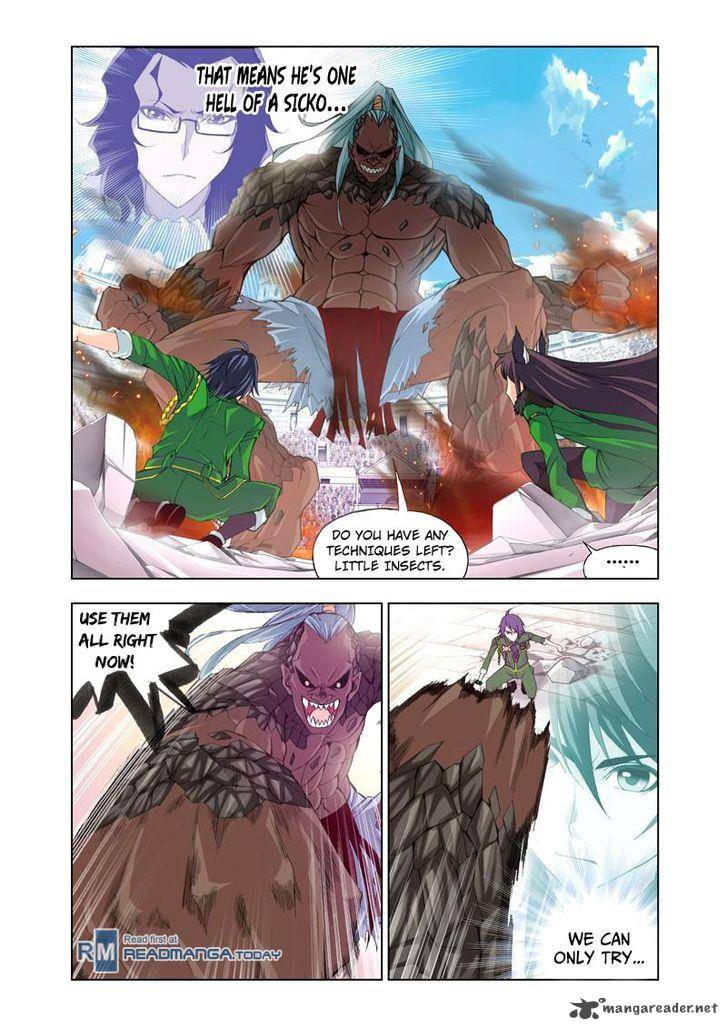 THAT MEANS HE'S ONE
HELL OF A SICKO...
DO YOU HAVE ANY
TECHNIQUES LEFT?
LITTLE INSECTS.
......
USE THEM
ALL RIGHT
NOW!
WE CAN
ONLY TRY...
RM
Read first at
READMANGA.TODAY
mangareader.net